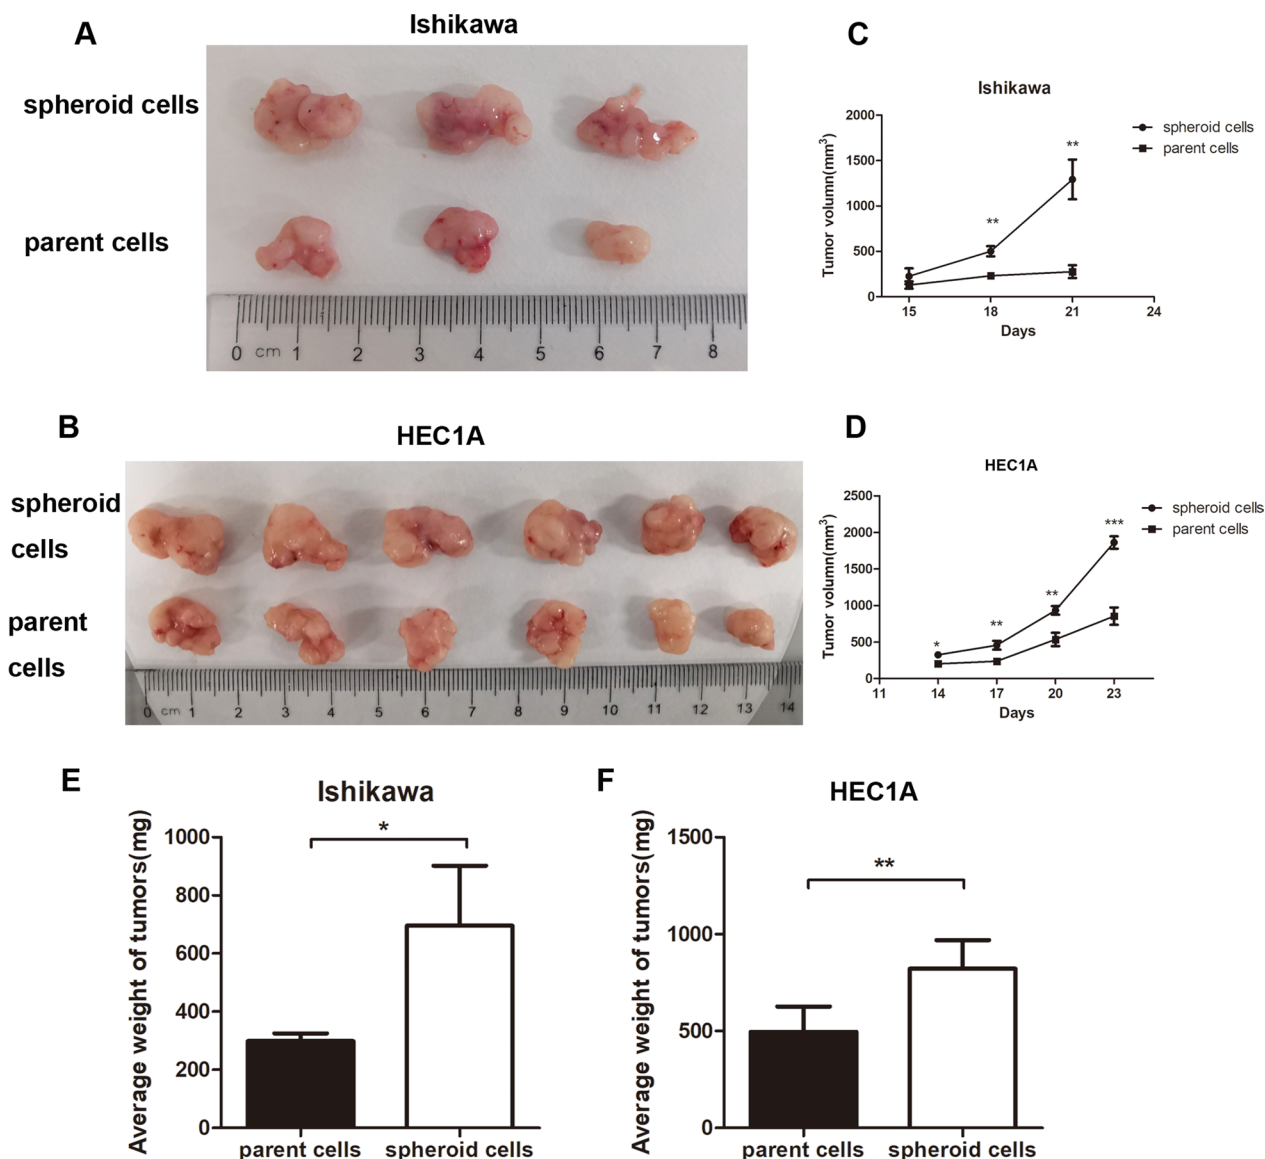 A
Ishikawa
spheroid cells
parent cells
0 cm 1 2 3 4 5 6 7 8
C
Ishikawa
Tumor volumn(mm³)
2000
1500
1000
500
0
15 18 21 24
Days
**
**
spheroid cells
parent cells
B
HEC1A
spheroid
cells
parent
cells
0 cm 1 2 3 4 5 6 7 8 9 10 11 12 13 14
D
HEC1A
Tumor volumn(mm³)
2500
2000
1500
1000
500
0
11 14 17 20 23
Days
*
**
**
***
spheroid cells
parent cells
E
Ishikawa
Average weight of tumors(mg)
1000
800
600
400
200
0
*
parent cells spheroid cells
F
HEC1A
Average weight of tumors(mg)
1500
1000
500
0
**
parent cells spheroid cells